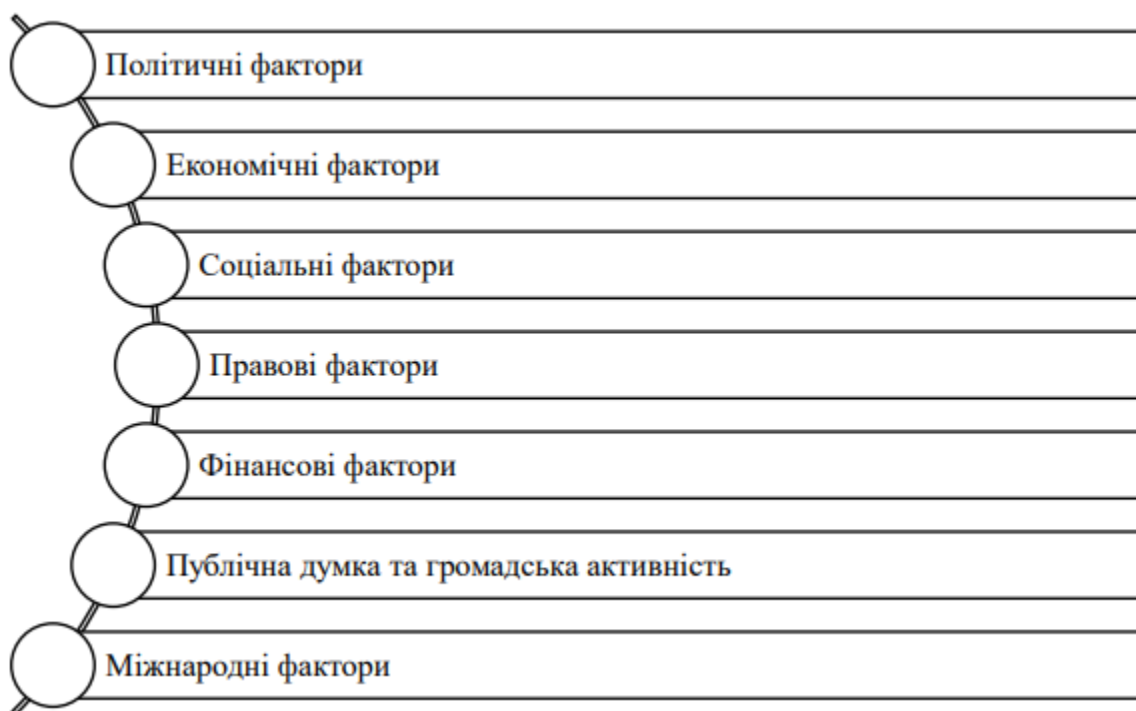 Політичні фактори
Економічні фактори
Соціальні фактори
Правові фактори
Фінансові фактори
Публічна думка та громадська активність
Міжнародні фактори